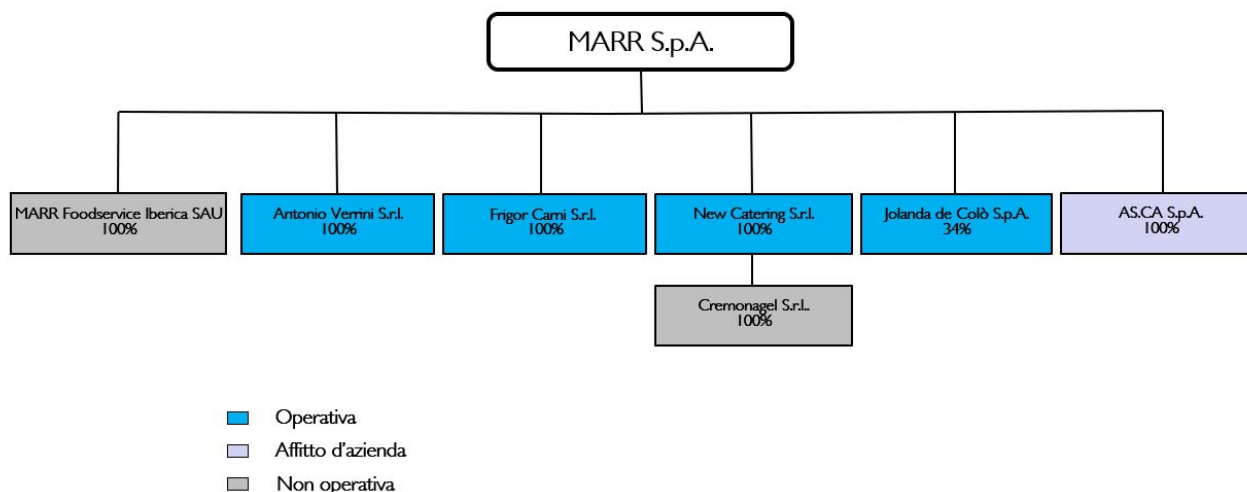 MARR S.p.A.
MARR Foodservice Iberica SAU
100%
Antonio Verrini S.r.l.
100%
Frigor Carni S.r.l.
100%
New Catering S.r.l.
100%
Jolanda de Colò S.p.A.
34%
AS.CA S.p.A.
100%
Cremonagel S.r.l..
100%
Operativa
Affitto d'azienda
Non operativa